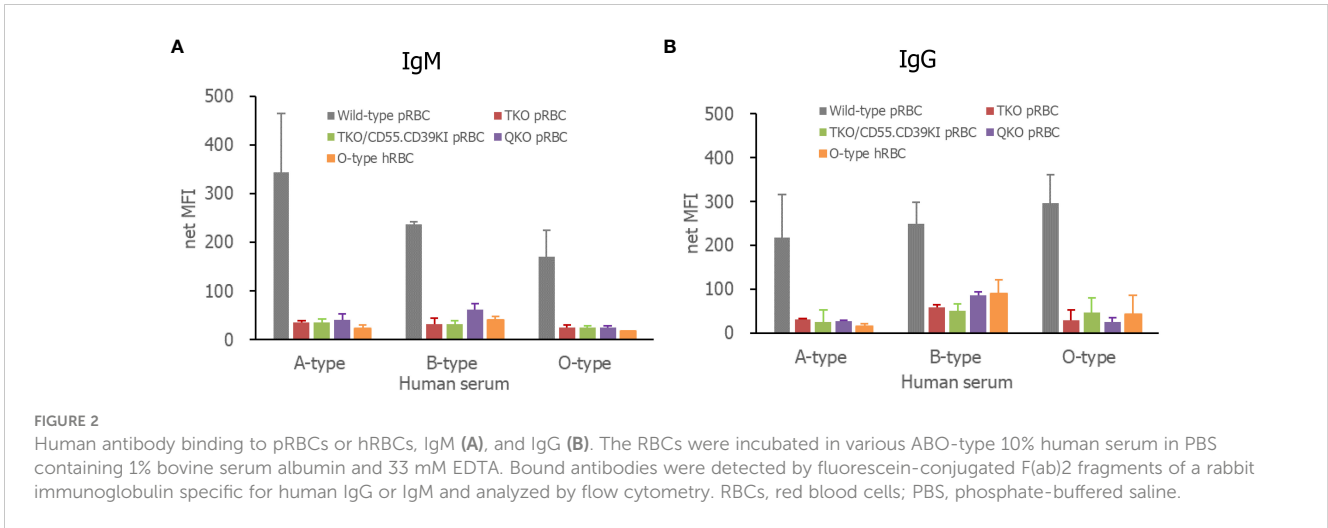 A
IgM
500
400
300
200
100
0
net MFI
Wild-type pRBC
TKO pRBC
TKO/CD55.CD39KI pRBC
QKO pRBC
O-type hRBC
A-type
B-type
O-type
Human serum
B
IgG
500
400
300
200
100
0
net MFI
Wild-type pRBC
TKO pRBC
TKO/CD55.CD39KI pRBC
QKO pRBC
O-type hRBC
A-type
B-type
O-type
Human serum
FIGURE 2
Human antibody binding to pRBCs or hRBCs, IgM (A), and IgG (B). The RBCs were incubated in various ABO-type 10% human serum in PBS
containing 1% bovine serum albumin and 33 mM EDTA. Bound antibodies were detected by fluorescein-conjugated F(ab)2 fragments of a rabbit
immunoglobulin specific for human IgG or IgM and analyzed by flow cytometry. RBCs, red blood cells; PBS, phosphate-buffered saline.